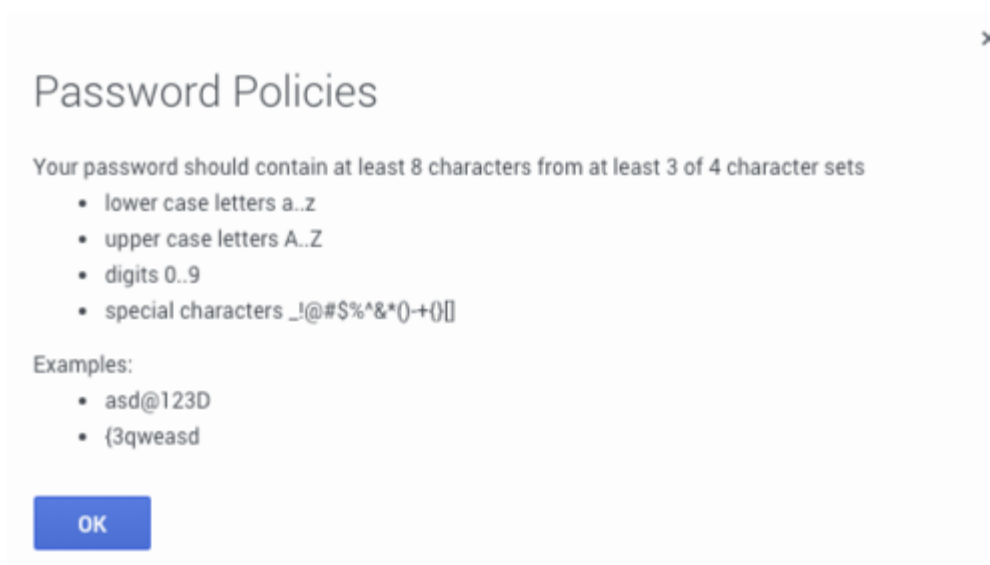 Password Policies
Your password should contain at least 8 characters from at least 3 of 4 character sets
• lower case letters a..z
• upper case letters A..Z
• digits 0..9
• special characters _!@#$%^&*()-+{}[]
Examples:
• asd@123D
• {3qweasd
OK